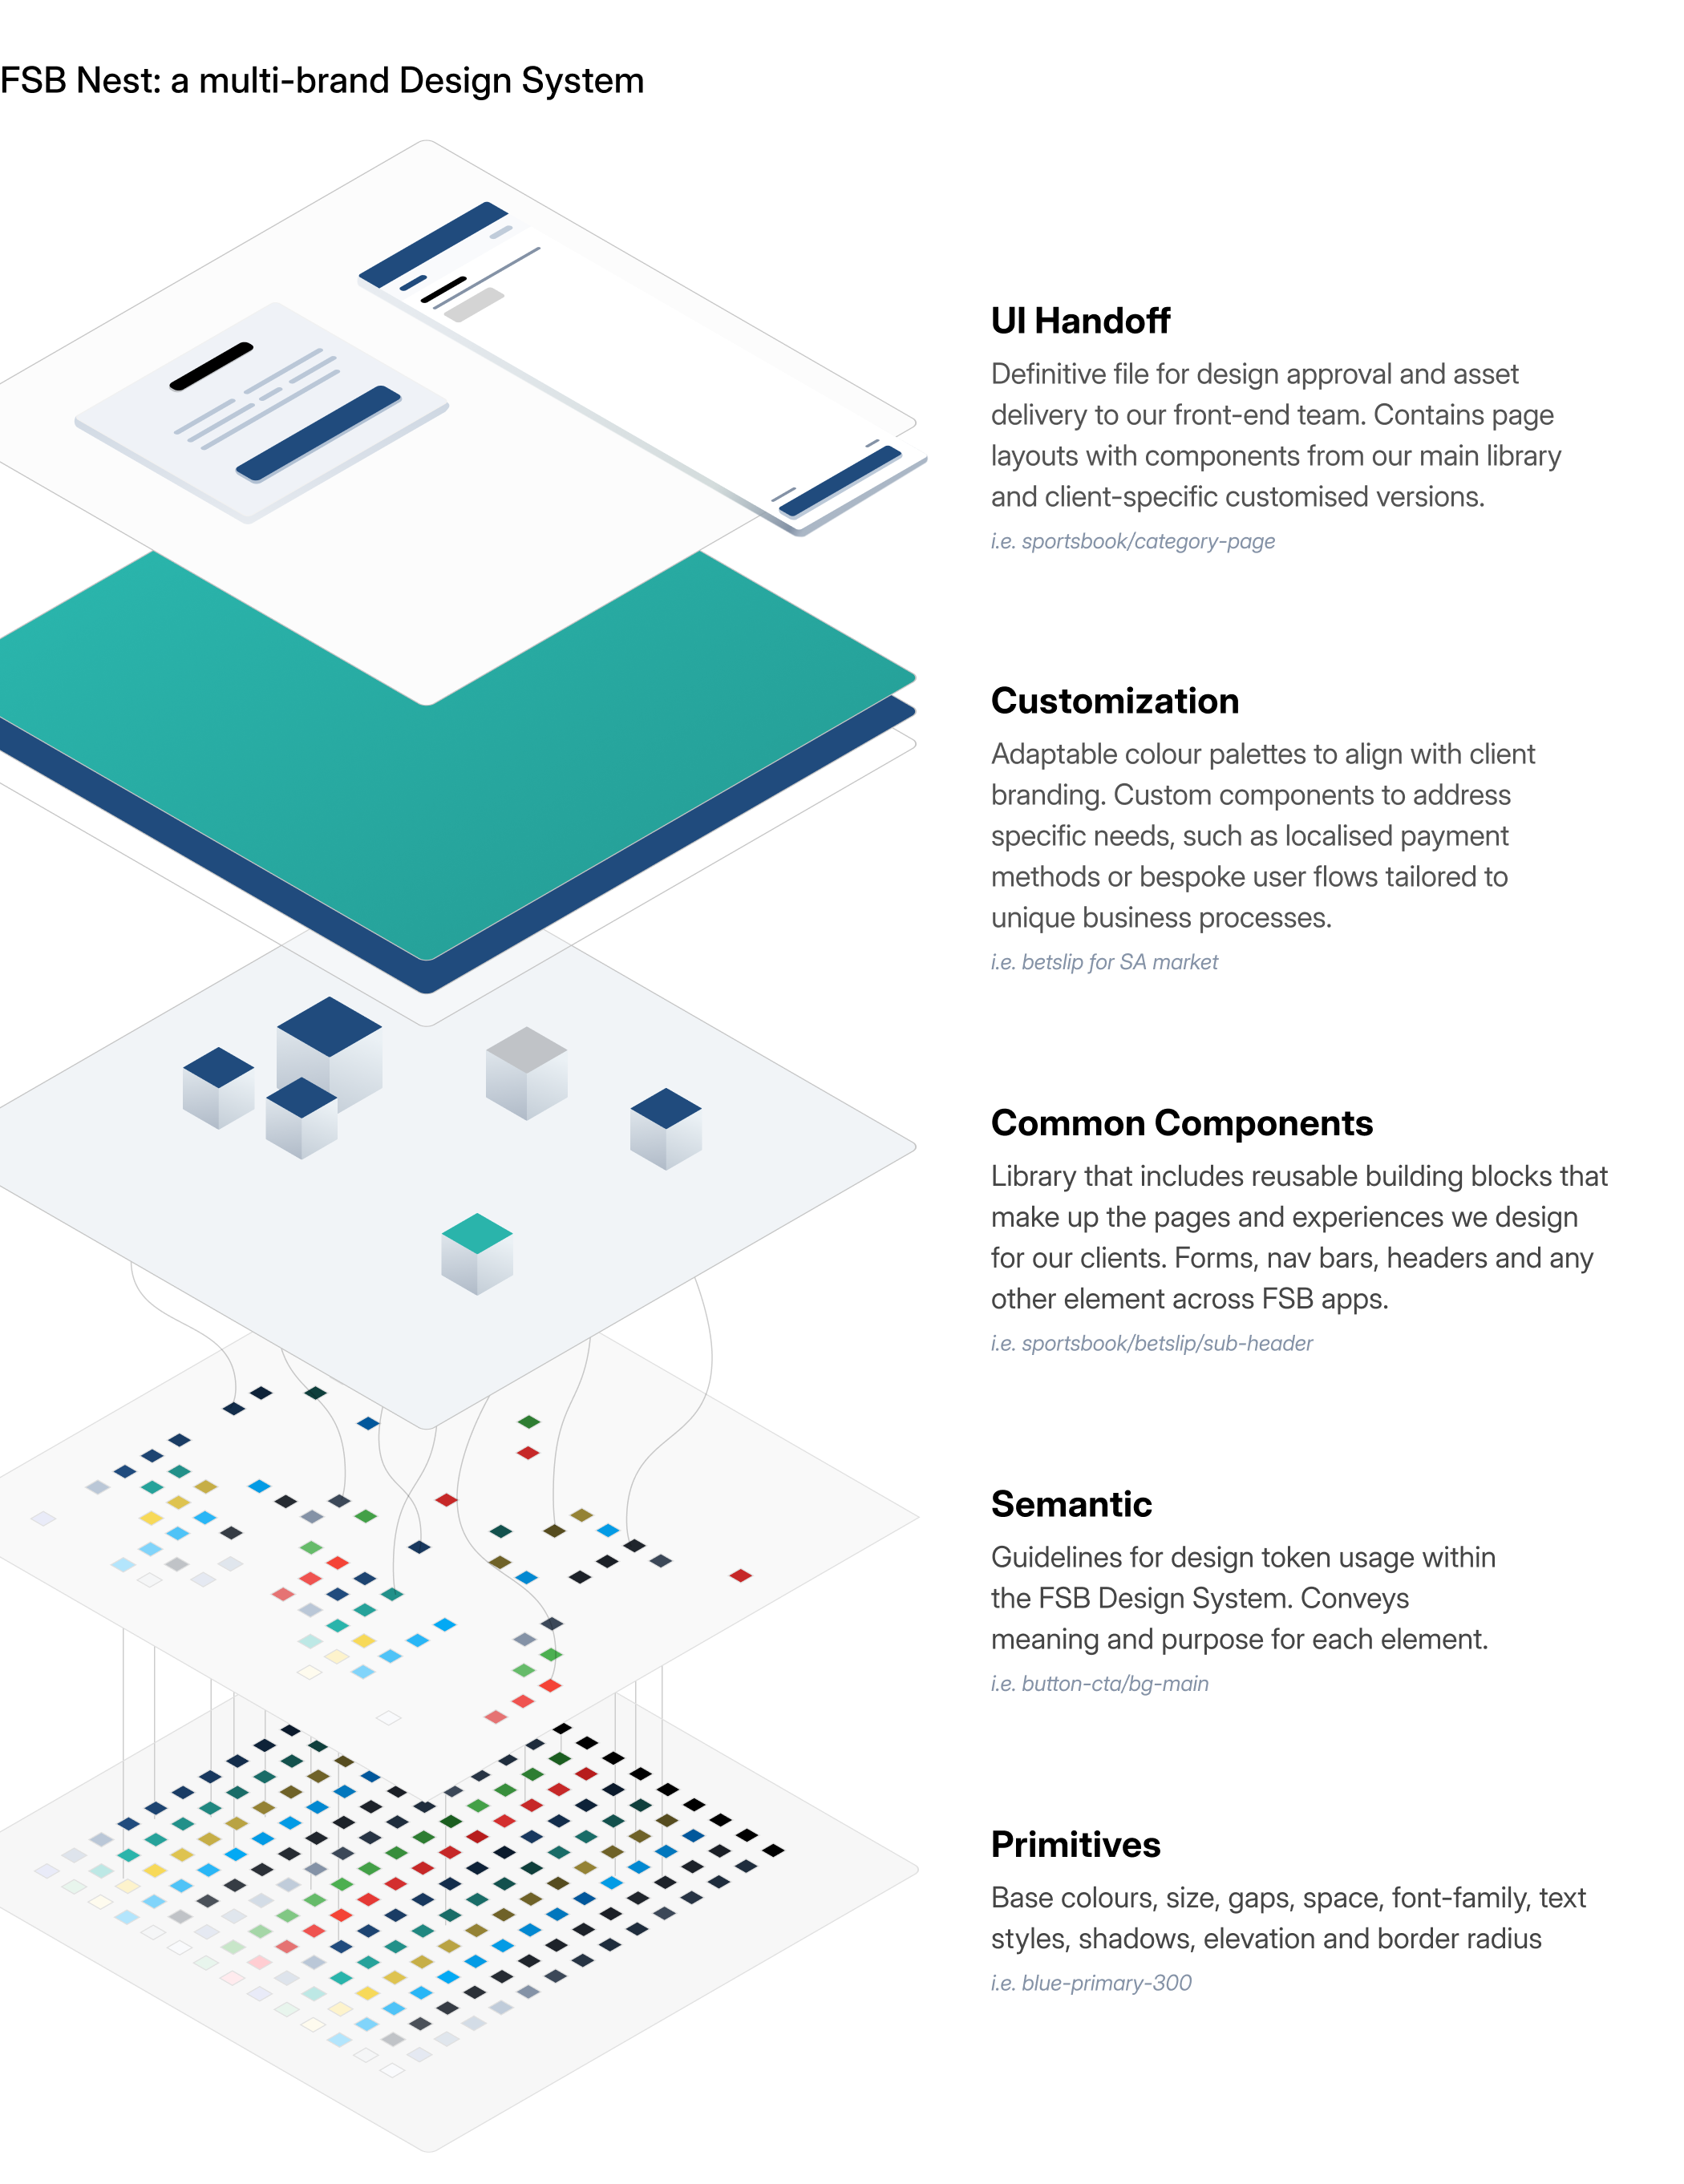 FSB Nest: a multi-brand Design System
UI Handoff
Definitive file for design approval and asset
delivery to our front-end team. Contains page
layouts with components from our main library
and client-specific customised versions.
i.e. sportsbook/category-page
Customization
Adaptable colour palettes to align with client
branding. Custom components to address
specific needs, such as localised payment
methods or bespoke user flows tailored to
unique business processes.
i.e. betslip for SA market
Common Components
Library that includes reusable building blocks that
make up the pages and experiences we design
for our clients. Forms, nav bars, headers and any
other element across FSB apps.
i.e. sportsbook/betslip/sub-header
Semantic
Guidelines for design token usage within
the FSB Design System. Conveys
meaning and purpose for each element.
i.e. button-cta/bg-main
Primitives
Base colours, size, gaps, space, font-family, text
styles, shadows, elevation and border radius
i.e. blue-primary-300